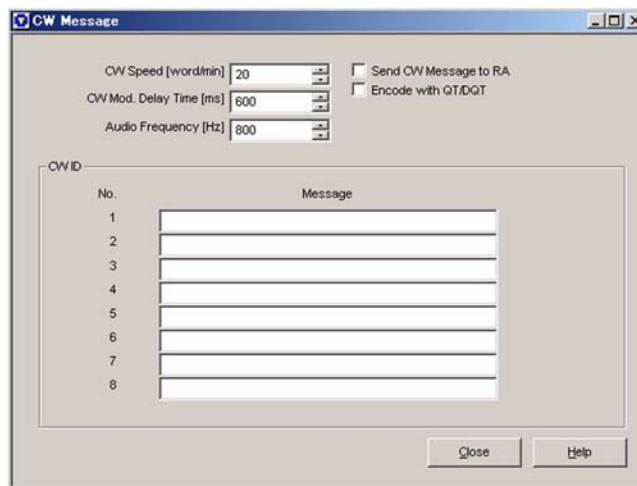 CW Message
CW Speed [word/min] 20
Send CW Message to RA
CW Mod. Delay Time [ms] 600
Encode with QT/DQT
Audio Frequency [Hz] 800
CW ID
No. Message
1
2
3
4
5
6
7
8
Close Help